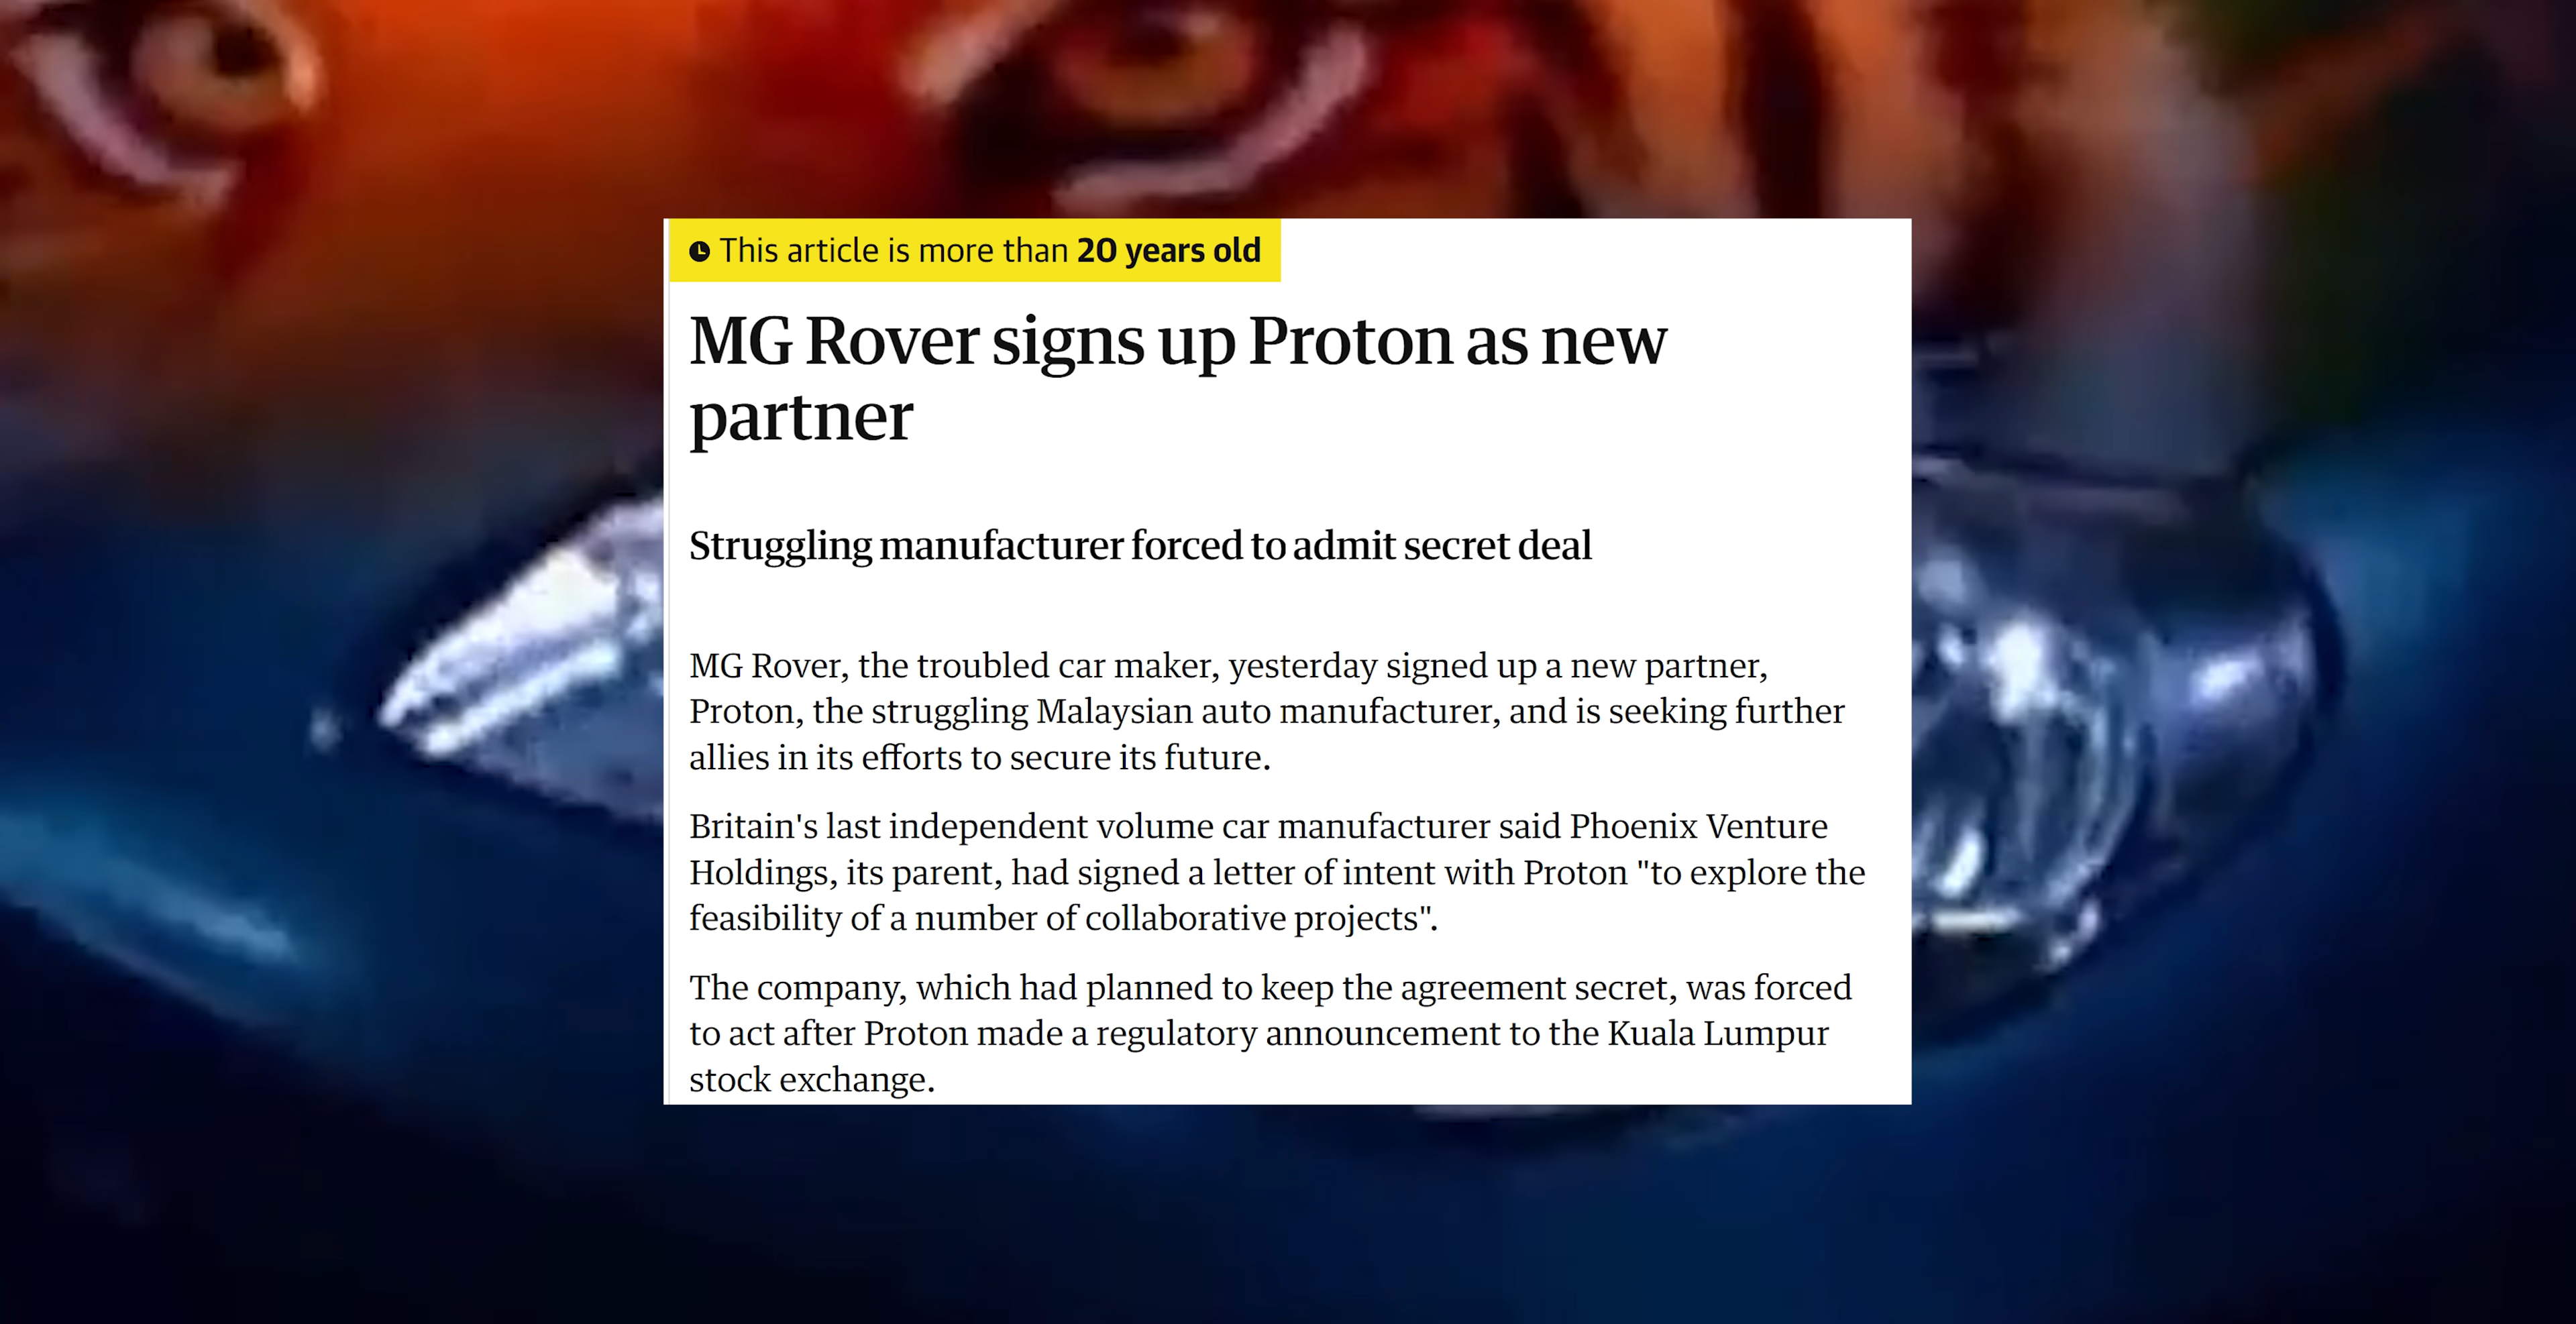 This article is more than 20 years old
MG Rover signs up Proton as new
partner
Struggling manufacturer forced to admit secret deal
MG Rover, the troubled car maker, yesterday signed up a new partner,
Proton, the struggling Malaysian auto manufacturer, and is seeking further
allies in its efforts to secure its future.
Britain's last independent volume car manufacturer said Phoenix Venture
Holdings, its parent, had signed a letter of intent with Proton "to explore the
feasibility of a number of collaborative projects".
The company, which had planned to keep the agreement secret, was forced
to act after Proton made a regulatory announcement to the Kuala Lumpur
stock exchange.